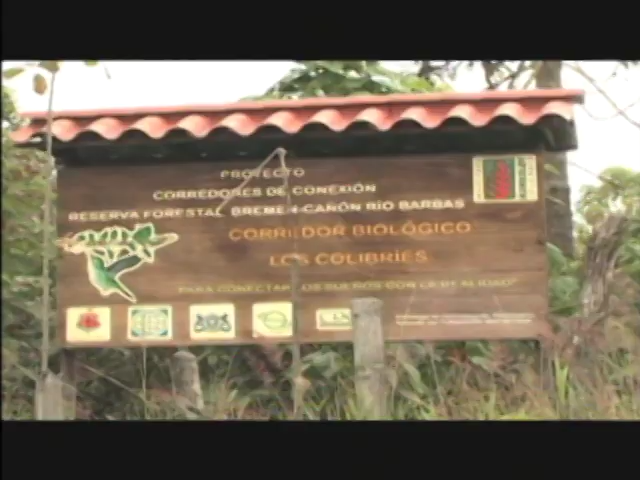 PROYECTO
CORREDORES DE CONEXIÓN
RESERVA FORESTAL BREMEN-CAÑÓN RÍO BARBAS
CORREDOR BIOLÓGICO
LOS COLIBRÍES
"PARA CONECTAR LOS SUEÑOS CON LA REALIDAD"